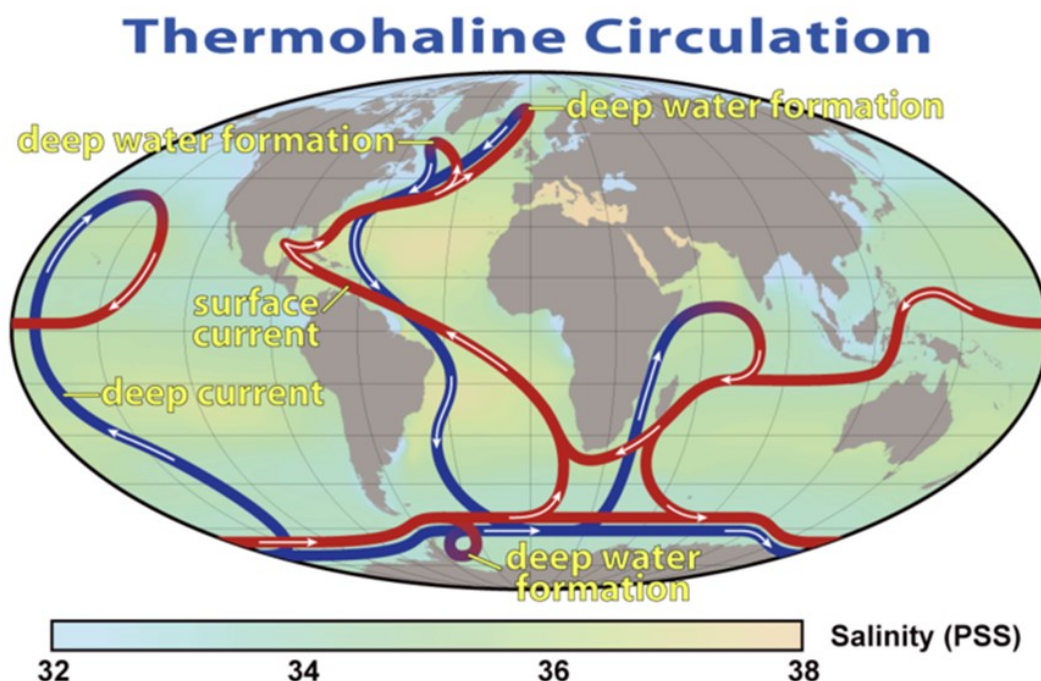 Thermohaline Circulation
deep water formation
deep water formation
surface
current
deep current
deep water
formation
32 34 36 38
Salinity (PSS)